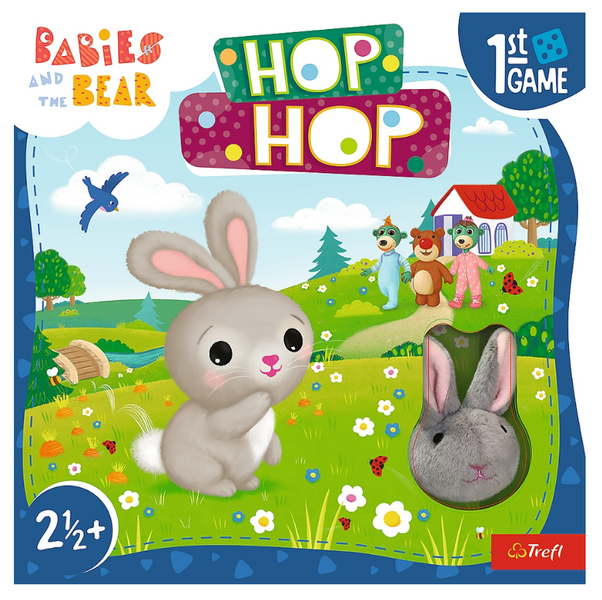 BABIES
AND
THE BEAR
HOP
HOP
1st
GAME
2½+
Trefl